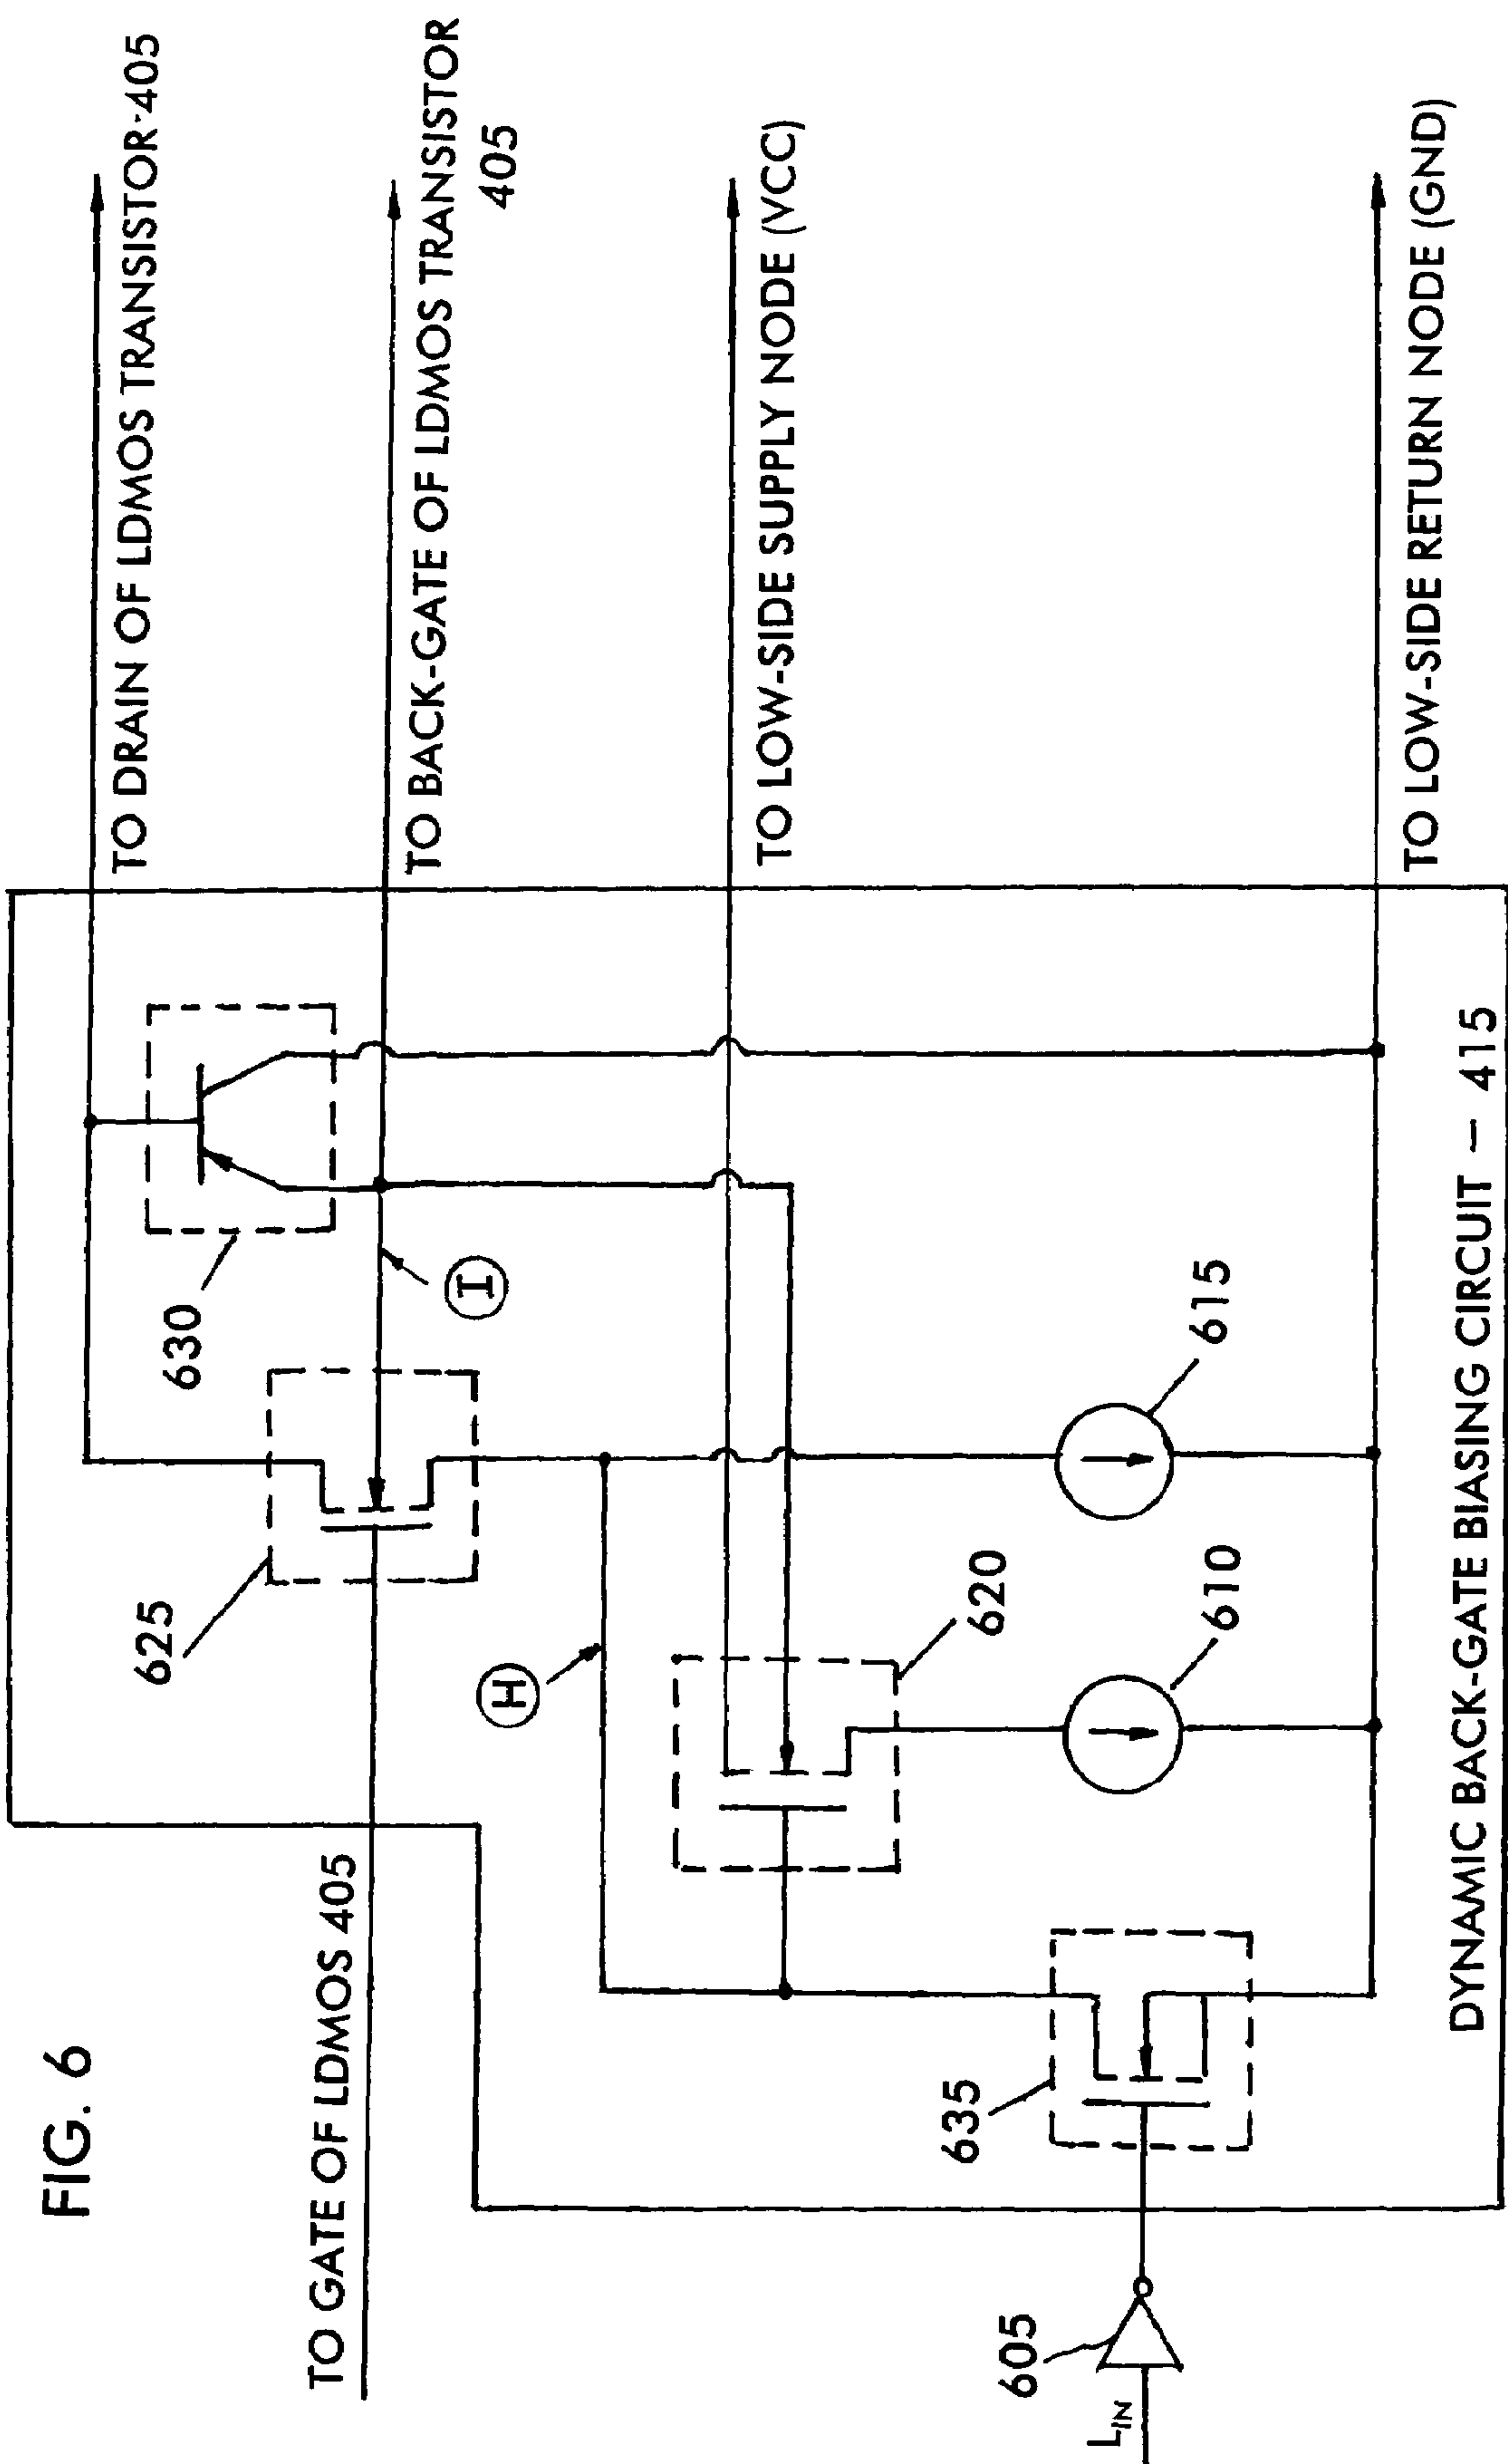 FIG. 6
TO DRAIN OF LDMOS TRANSISTOR-405
TO GATE OF LDMOS 405
625
630
TO BACK-GATE OF LDMOS TRANSISTOR
405
I
H
620
TO LOW-SIDE SUPPLY NODE (VCC)
635
610
615
605
LIN
TO LOW-SIDE RETURN NODE (GND)
DYNAMIC BACK-GATE BIASING CIRCUIT — 415